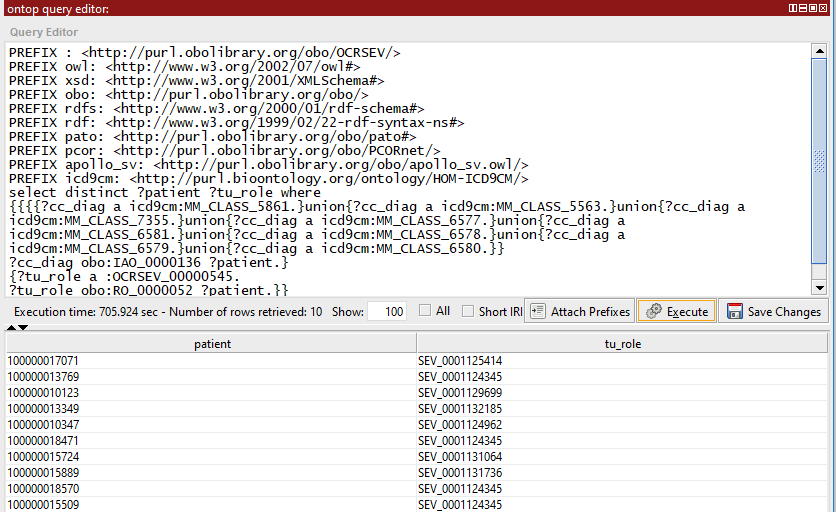 ontop query editor:
Query Editor
PREFIX : <http://purl.obolibrary.org/obo/OCRSEV/>
PREFIX owl: <http://www.w3.org/2002/07/owl#>
PREFIX xsd: <http://www.w3.org/2001/XMLSchema#>
PREFIX obo: <http://purl.obolibrary.org/obo/>
PREFIX rdfs: <http://www.w3.org/2000/01/rdf-schema#>
PREFIX rdf: <http://www.w3.org/1999/02/22-rdf-syntax-ns#>
PREFIX pato: <http://purl.obolibrary.org/obo/pato#>
PREFIX pcor: <http://purl.obolibrary.org/obo/PCORnet/>
PREFIX apollo_sv: <http://purl.obolibrary.org/obo/apollo_sv.owl/>
PREFIX icd9cm: <http://purl.bioontology.org/ontology/HOM-ICD9CM/>
select distinct ?patient ?tu_role where
{{{{?cc_diag a icd9cm:MM_CLASS_5861.}union{?cc_diag a icd9cm:MM_CLASS_5563.}union{?cc_diag a
icd9cm:MM_CLASS_7355.}union{?cc_diag a icd9cm:MM_CLASS_6577.}union{?cc_diag a
icd9cm:MM_CLASS_6581.}union{?cc_diag a icd9cm:MM_CLASS_6578.}union{?cc_diag a
icd9cm:MM_CLASS_6579.}union{?cc_diag a icd9cm:MM_CLASS_6580.}}
?cc_diag obo:IAO_0000136 ?patient.}
{?tu_role a :OCRSEV_00000545.
?tu_role obo:RO_0000052 ?patient.}}
Execution time: 705.924 sec - Number of rows retrieved: 10 Show: 100 All Short IRI Attach Prefixes Execute Save Changes
patient tu_role
100000017071 SEV_0001125414
100000013769 SEV_0001124345
100000010123 SEV_0001129699
100000013349 SEV_0001132185
100000010347 SEV_0001124962
100000018471 SEV_0001124345
100000015724 SEV_0001131064
100000015889 SEV_0001131736
100000018570 SEV_0001124345
100000015509 SEV_0001124345